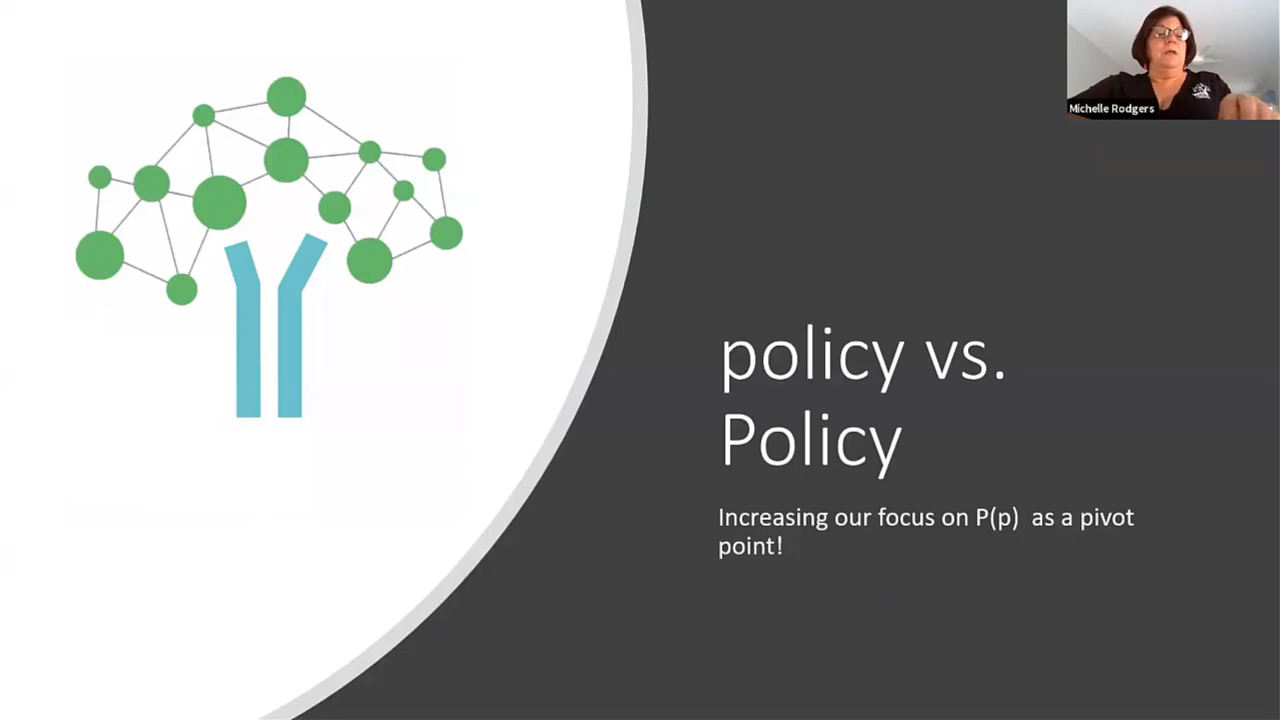 Michelle Rodgers
policy vs.
Policy
Increasing our focus on P(p) as a pivot
point!